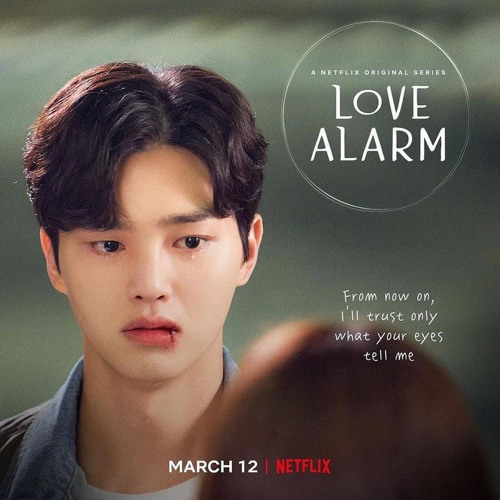 A NETFLIX ORIGINAL SERIES
LOVE
ALARM
From now on,
I'll trust only
what your eyes
tell me
MARCH 12 | NETFLIX